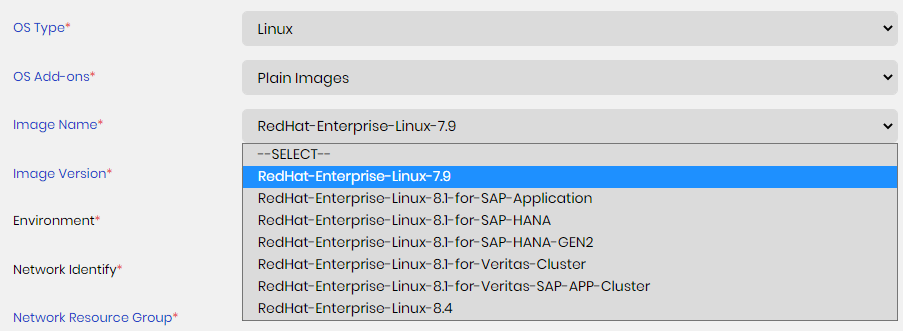 OS Type* Linux
OS Add-ons* Plain Images
Image Name* RedHat-Enterprise-Linux-7.9
--SELECT--
Image Version* RedHat-Enterprise-Linux-7.9
RedHat-Enterprise-Linux-8.1-for-SAP-Application
Environment* RedHat-Enterprise-Linux-8.1-for-SAP-HANA
RedHat-Enterprise-Linux-8.1-for-SAP-HANA-GEN2
Network Identify* RedHat-Enterprise-Linux-8.1-for-Veritas-Cluster
RedHat-Enterprise-Linux-8.1-for-Veritas-SAP-APP-Cluster
Network Resource Group* RedHat-Enterprise-Linux-8.4